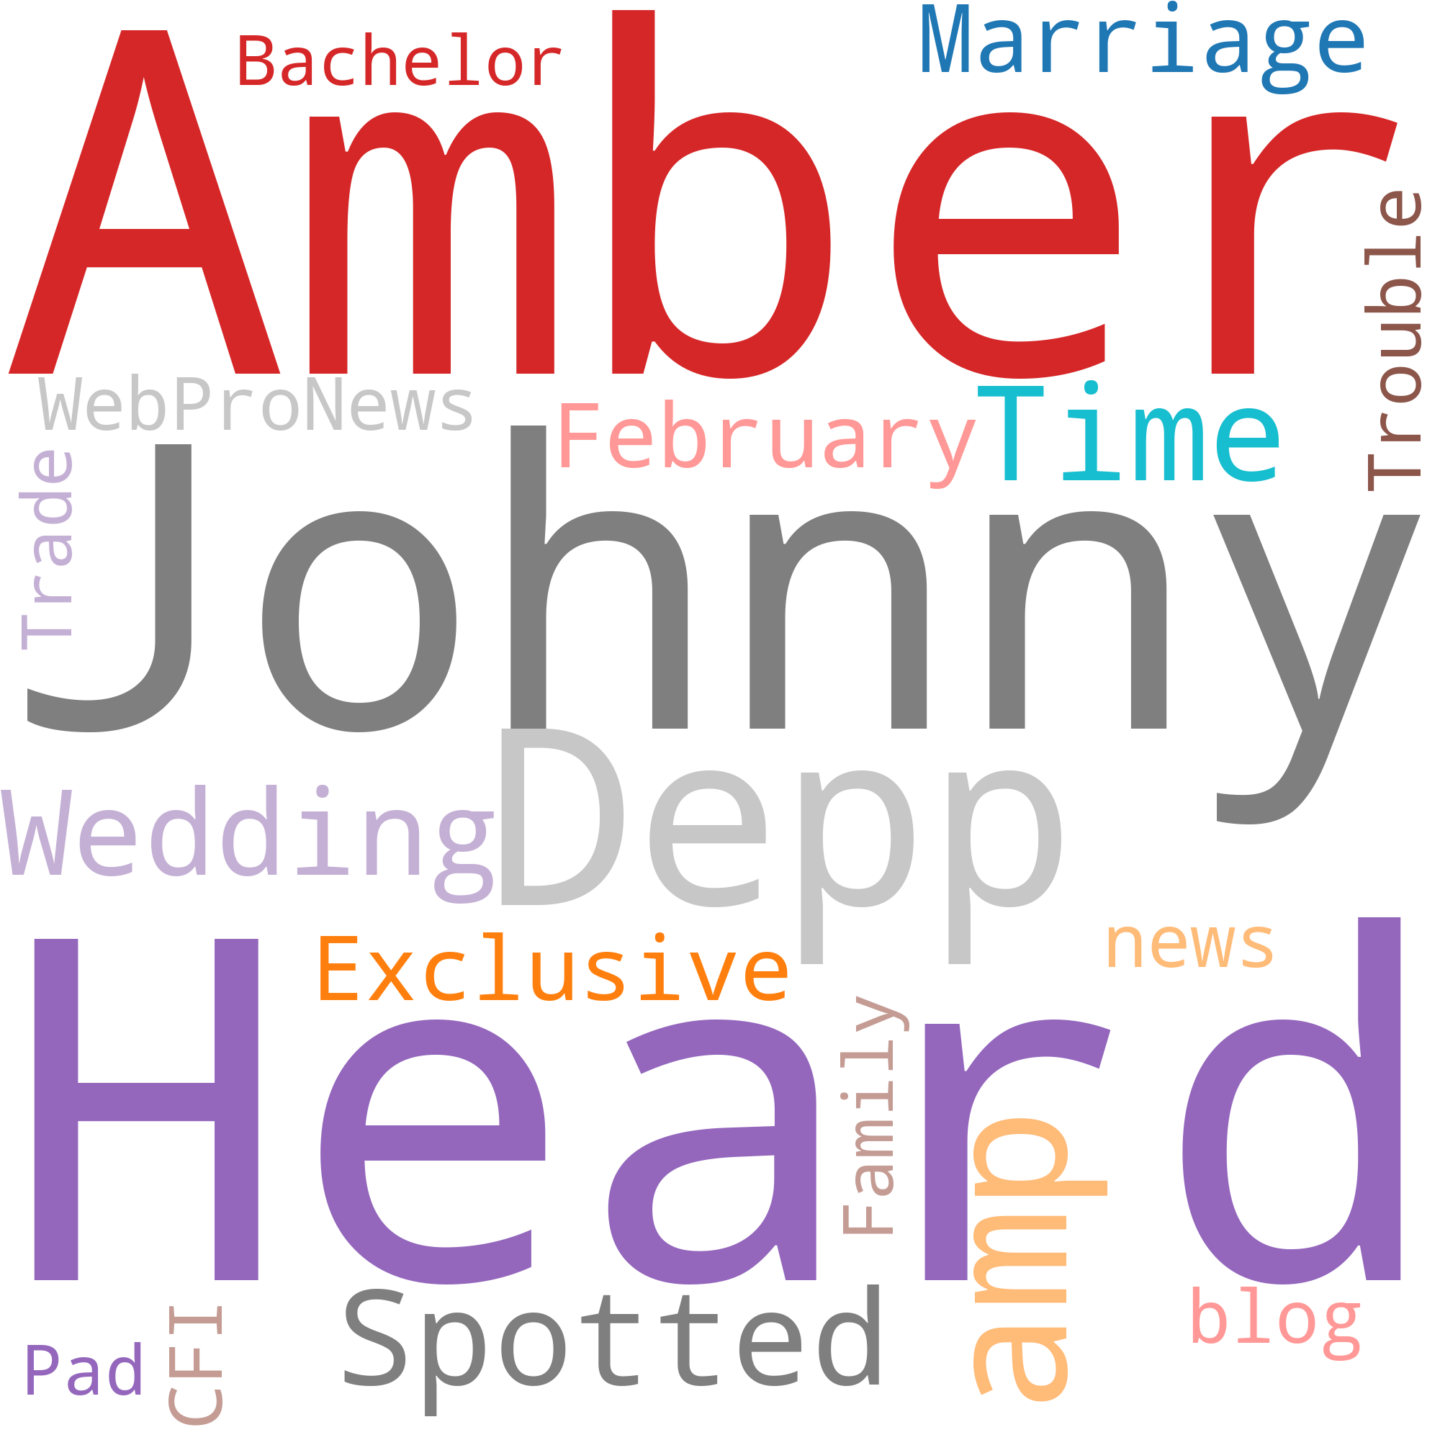 Bachelor
Marriage
Amber
Trouble
WebProNews
February
Time
Trade
Johnny
Depp
Wedding
Exclusive
news
Heard
Family
amp
Spotted
blog
Pad
CFI